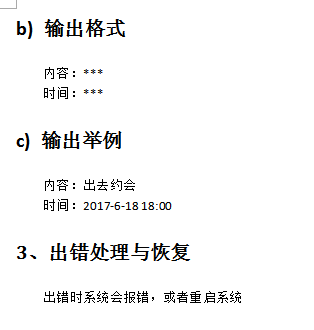 b) 输出格式
内容：***
时间：***
c) 输出举例
内容：出去约会
时间：2017-6-18 18:00
3、出错处理与恢复
出错时系统会报错，或者重启系统